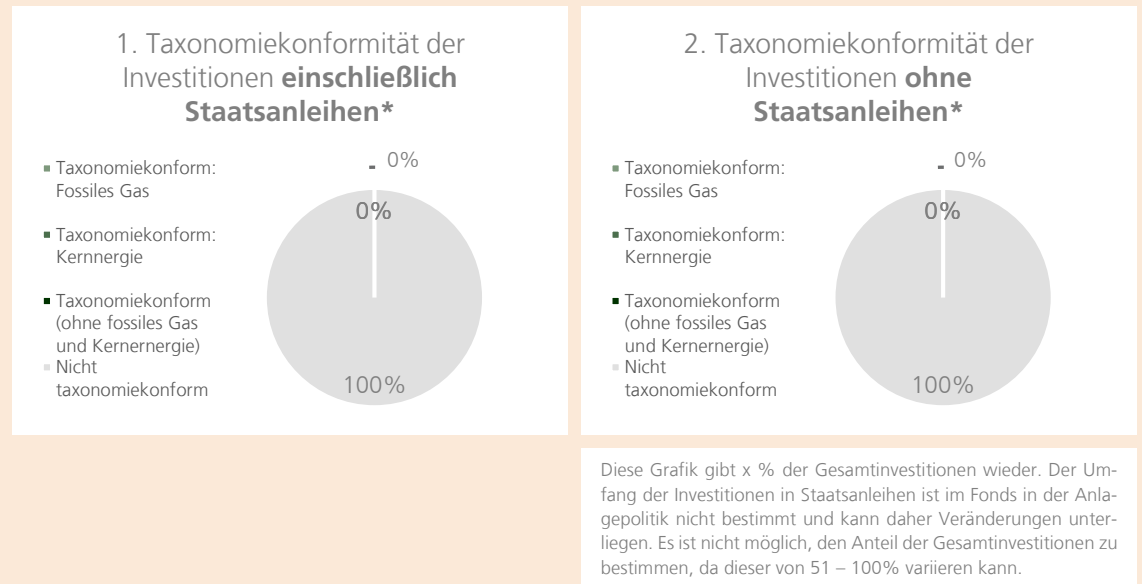 1. Taxonomiekonformität der
Investitionen einschließlich
Staatsanleihen*
Taxonomiekonform:
Fossiles Gas
Taxonomiekonform:
Kernnergie
Taxonomiekonform
(ohne fossiles Gas
und Kernernergie)
Nicht
taxonomiekonform
- 0%
0%
100%
2. Taxonomiekonformität der
Investitionen ohne
Staatsanleihen*
Taxonomiekonform:
Fossiles Gas
Taxonomiekonform:
Kernnergie
Taxonomiekonform
(ohne fossiles Gas
und Kernernergie)
Nicht
taxonomiekonform
- 0%
0%
100%
Diese Grafik gibt x % der Gesamtinvestitionen wieder. Der Um-
fang der Investitionen in Staatsanleihen ist im Fonds in der Anla-
gepolitik nicht bestimmt und kann daher Veränderungen unter-
liegen. Es ist nicht möglich, den Anteil der Gesamtinvestitionen zu
bestimmen, da dieser von 51 – 100% variieren kann.